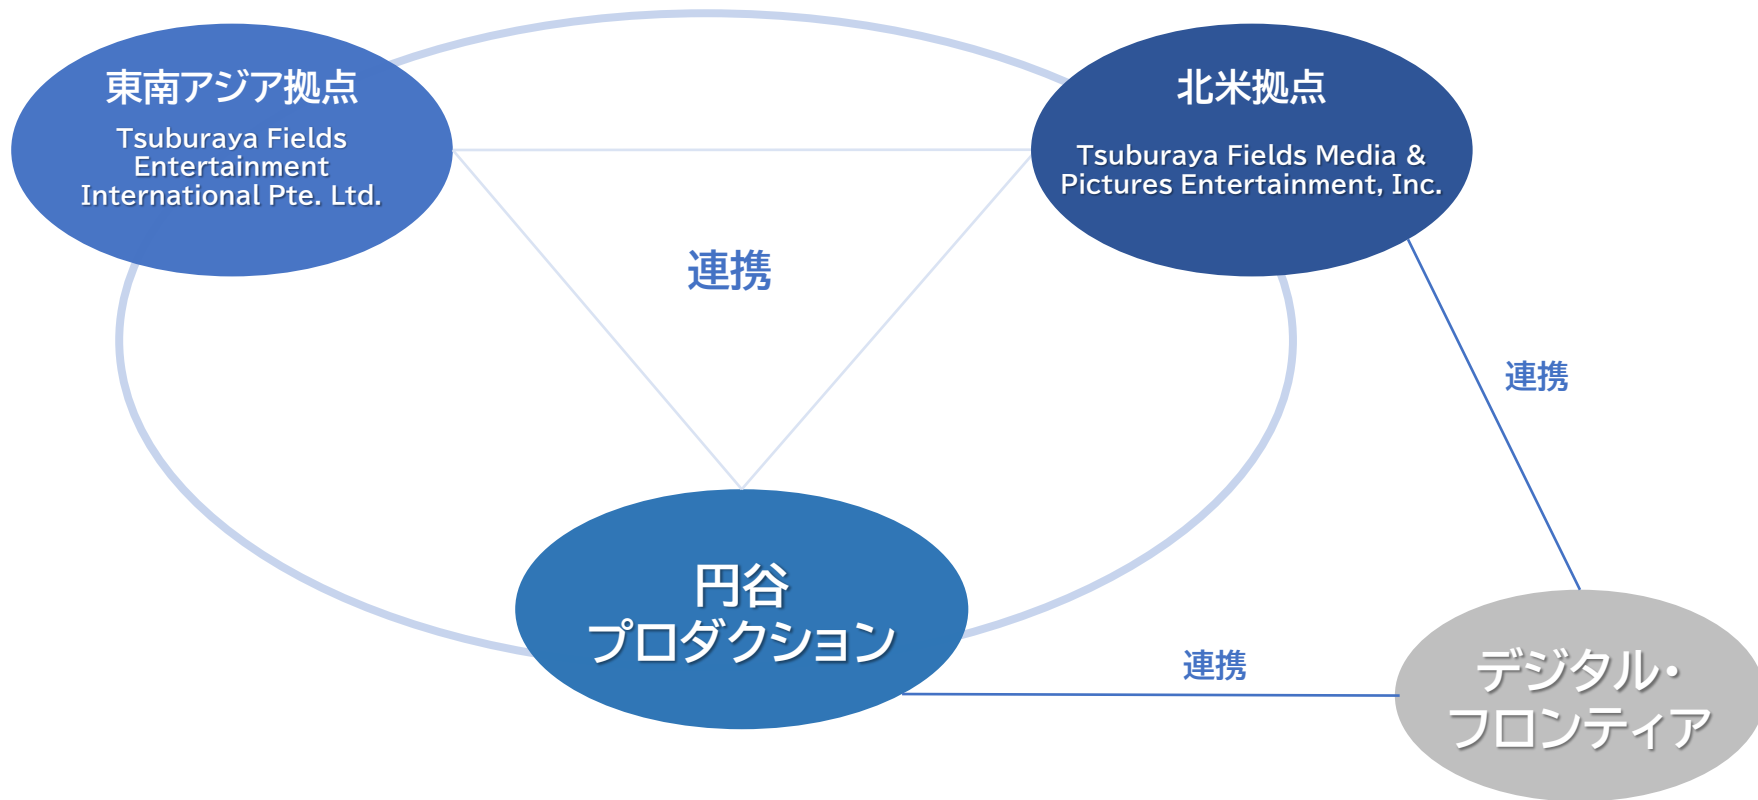 東南アジア拠点
Tsuburaya Fields
Entertainment
International Pte. Ltd.
北米拠点
Tsuburaya Fields Media &
Pictures Entertainment, Inc.
連携
連携
円谷
プロダクション
連携
デジタル・
フロンティア